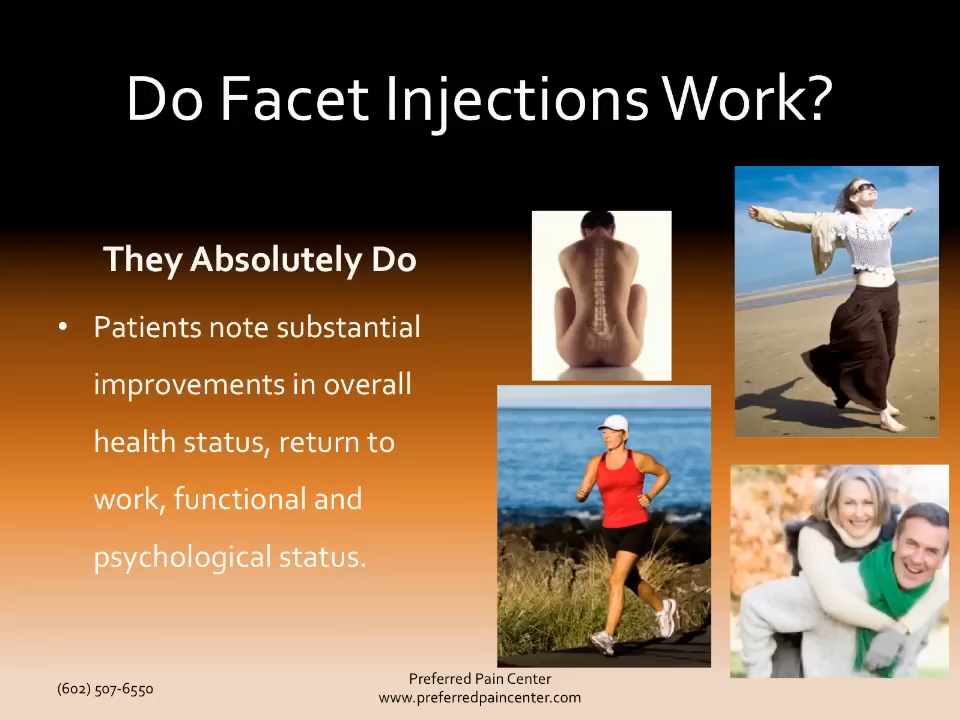 Do Facet Injections Work?
They Absolutely Do
• Patients note substantial
improvements in overall
health status, return to
work, functional and
psychological status.
(602) 507-6550
Preferred Pain Center
www.preferredpaincenter.com